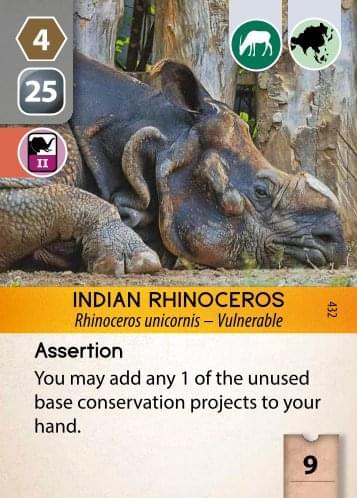 4
25
II
INDIAN RHINOCEROS
Rhinoceros unicornis – Vulnerable
432
Assertion
You may add any 1 of the unused
base conservation projects to your
hand.
9